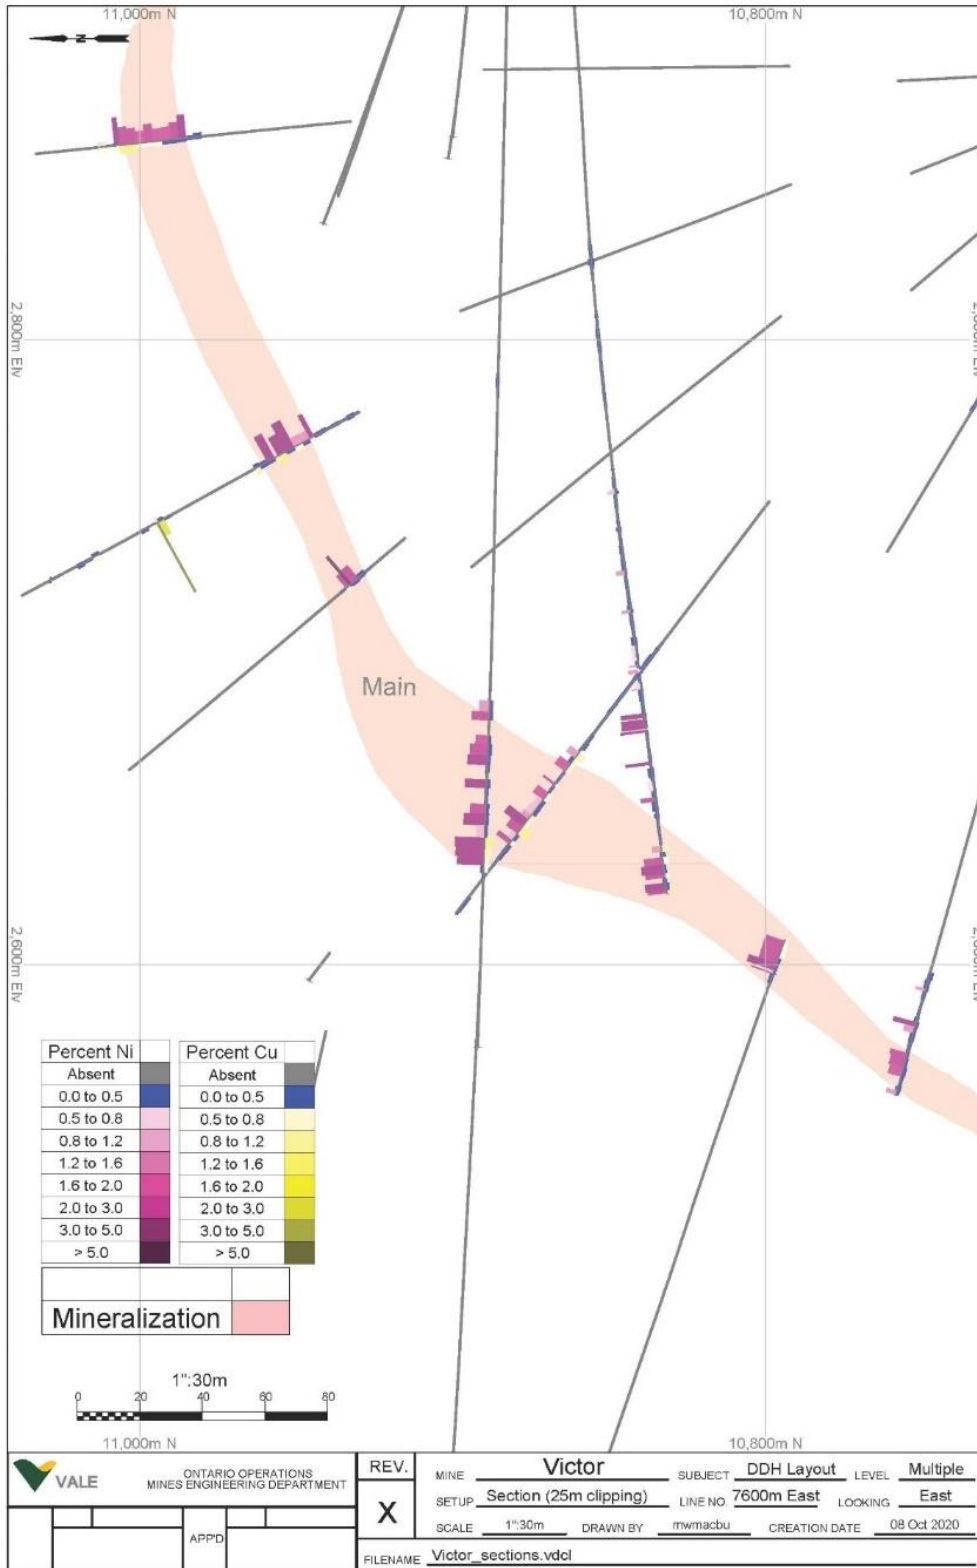 11,000m N
10,800m N
N
2,800m Elv
Main
2,600m Elv
Percent Ni
Absent
0.0 to 0.5
0.5 to 0.8
0.8 to 1.2
1.2 to 1.6
1.6 to 2.0
2.0 to 3.0
3.0 to 5.0
> 5.0
Percent Cu
Absent
0.0 to 0.5
0.5 to 0.8
0.8 to 1.2
1.2 to 1.6
1.6 to 2.0
2.0 to 3.0
3.0 to 5.0
> 5.0
Mineralization
1":30m
0 20 40 60 80
11,000m N
10,800m N
VALE
ONTARIO OPERATIONS
MINES ENGINEERING DEPARTMENT
APP'D
REV.
X
MINE Victor SUBJECT DDH Layout LEVEL Multiple
SETUP Section (25m clipping) LINE NO. 7600m East LOOKING East
SCALE 1":30m DRAWN BY mwmacbu CREATION DATE 08 Oct 2020
FILENAME Victor_sections.vdcl